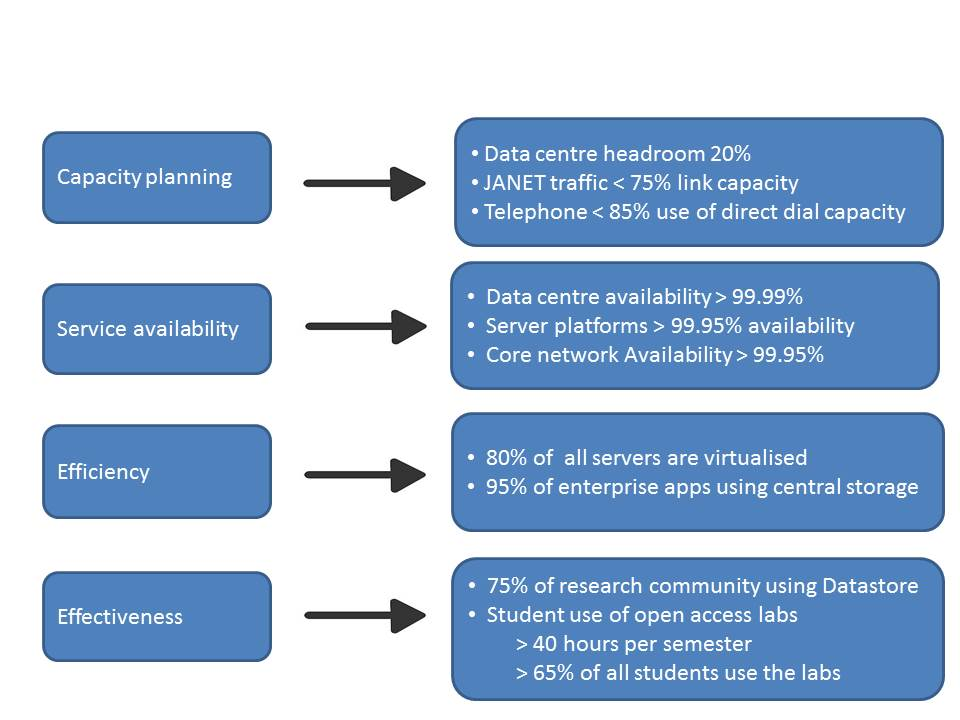 Capacity planning
• Data centre headroom 20%
• JANET traffic < 75% link capacity
• Telephone < 85% use of direct dial capacity
Service availability
• Data centre availability > 99.99%
• Server platforms > 99.95% availability
• Core network Availability > 99.95%
Efficiency
• 80% of  all servers are virtualised
• 95% of enterprise apps using central storage
Effectiveness
• 75% of research community using Datastore
• Student use of open access labs
> 40 hours per semester
> 65% of all students use the labs